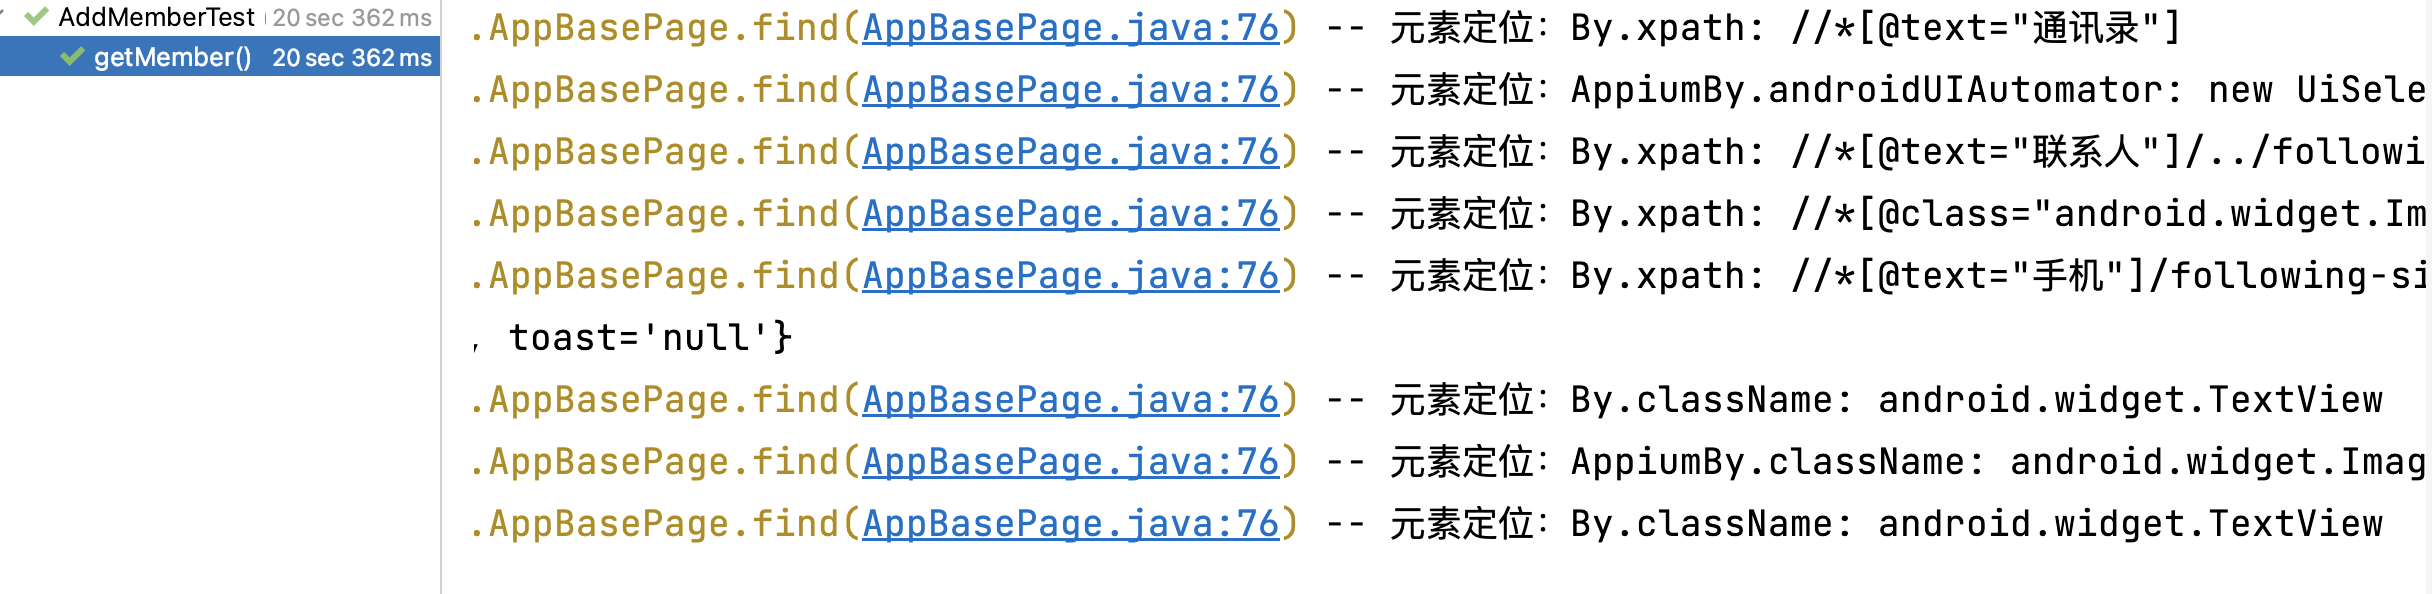 AddMemberTest 20 sec 362 ms
getMember() 20 sec 362 ms
.AppBasePage.find(AppBasePage.java:76) -- 元素定位: By.xpath: //*[@text="通讯录"]
.AppBasePage.find(AppBasePage.java:76) -- 元素定位: AppiumBy.androidUIAutomator: new UiSele
.AppBasePage.find(AppBasePage.java:76) -- 元素定位: By.xpath: //*[@text="联系人"]/../followi
.AppBasePage.find(AppBasePage.java:76) -- 元素定位: By.xpath: //*[@class="android.widget.Im
.AppBasePage.find(AppBasePage.java:76) -- 元素定位: By.xpath: //*[@text="手机"]/following-si
, toast='null'}
.AppBasePage.find(AppBasePage.java:76) -- 元素定位: By.className: android.widget.TextView
.AppBasePage.find(AppBasePage.java:76) -- 元素定位: AppiumBy.className: android.widget.Imag
.AppBasePage.find(AppBasePage.java:76) -- 元素定位: By.className: android.widget.TextView